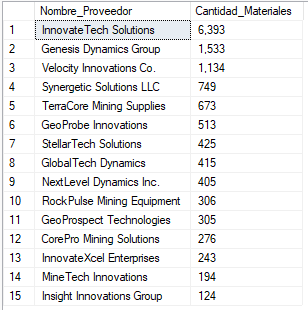 Nombre_Proveedor Cantidad_Materiales
1 InnovateTech Solutions 6,393
2 Genesis Dynamics Group 1,533
3 Velocity Innovations Co. 1,134
4 Synergetic Solutions LLC 749
5 TerraCore Mining Supplies 673
6 GeoProbe Innovations 513
7 StellarTech Solutions 425
8 GlobalTech Dynamics 415
9 NextLevel Dynamics Inc. 405
10 RockPulse Mining Equipment 306
11 GeoProspect Technologies 305
12 CorePro Mining Solutions 276
13 InnovateXcel Enterprises 243
14 MineTech Innovations 194
15 Insight Innovations Group 124